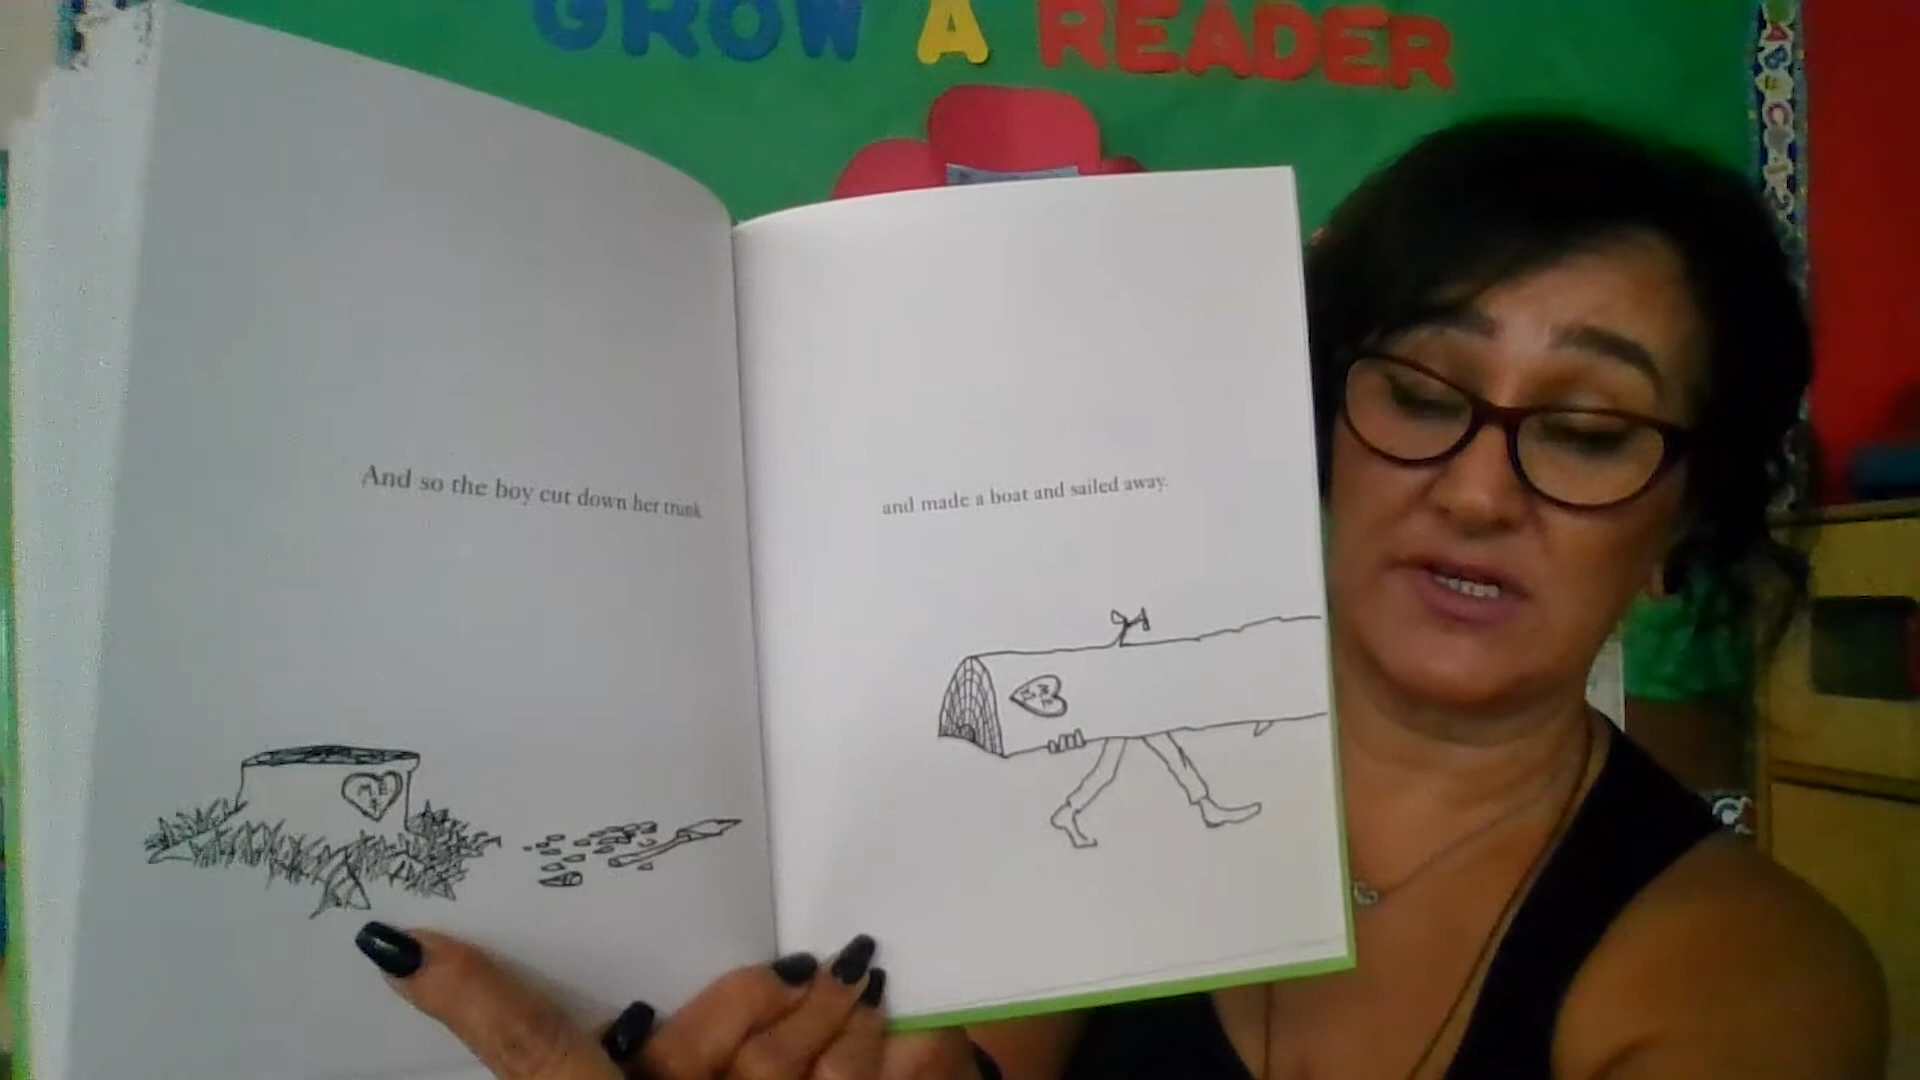 GROW A READER
And so the boy cut down her trunk
and made a boat and sailed away.
M.E.